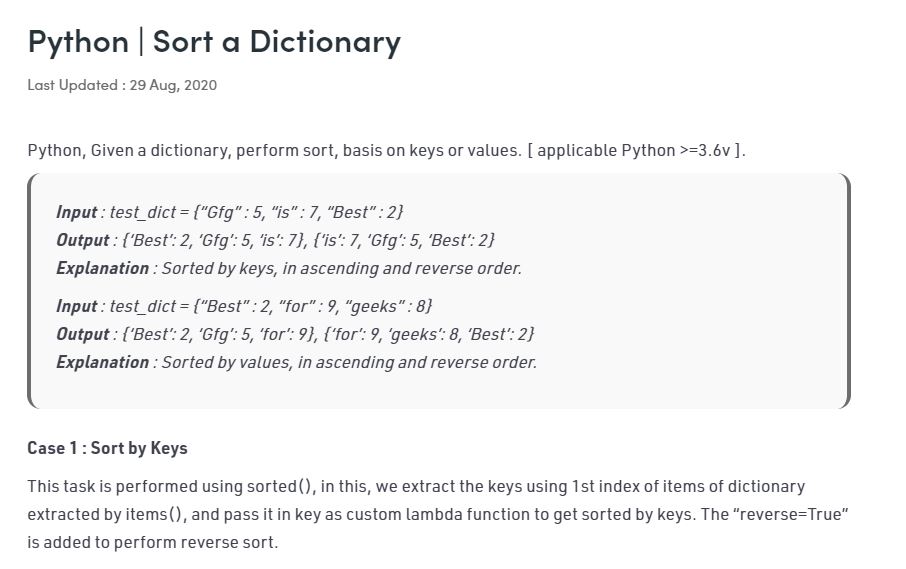 Python | Sort a Dictionary
Last Updated : 29 Aug, 2020
Python, Given a dictionary, perform sort, basis on keys or values. [ applicable Python >=3.6v ].
Input : test_dict = {“Gfg” : 5, “is” : 7, “Best” : 2}
Output : {‘Best’: 2, ‘Gfg’: 5, ‘is’: 7}, {‘is’: 7, ‘Gfg’: 5, ‘Best’: 2}
Explanation : Sorted by keys, in ascending and reverse order.
Input : test_dict = {“Best” : 2, “for” : 9, “geeks” : 8}
Output : {‘Best’: 2, ‘Gfg’: 5, ‘for’: 9}, {‘for’: 9, ‘geeks’: 8, ‘Best’: 2}
Explanation : Sorted by values, in ascending and reverse order.
Case 1 : Sort by Keys
This task is performed using sorted(), in this, we extract the keys using 1st index of items of dictionary
extracted by items(), and pass it in key as custom lambda function to get sorted by keys. The “reverse=True”
is added to perform reverse sort.